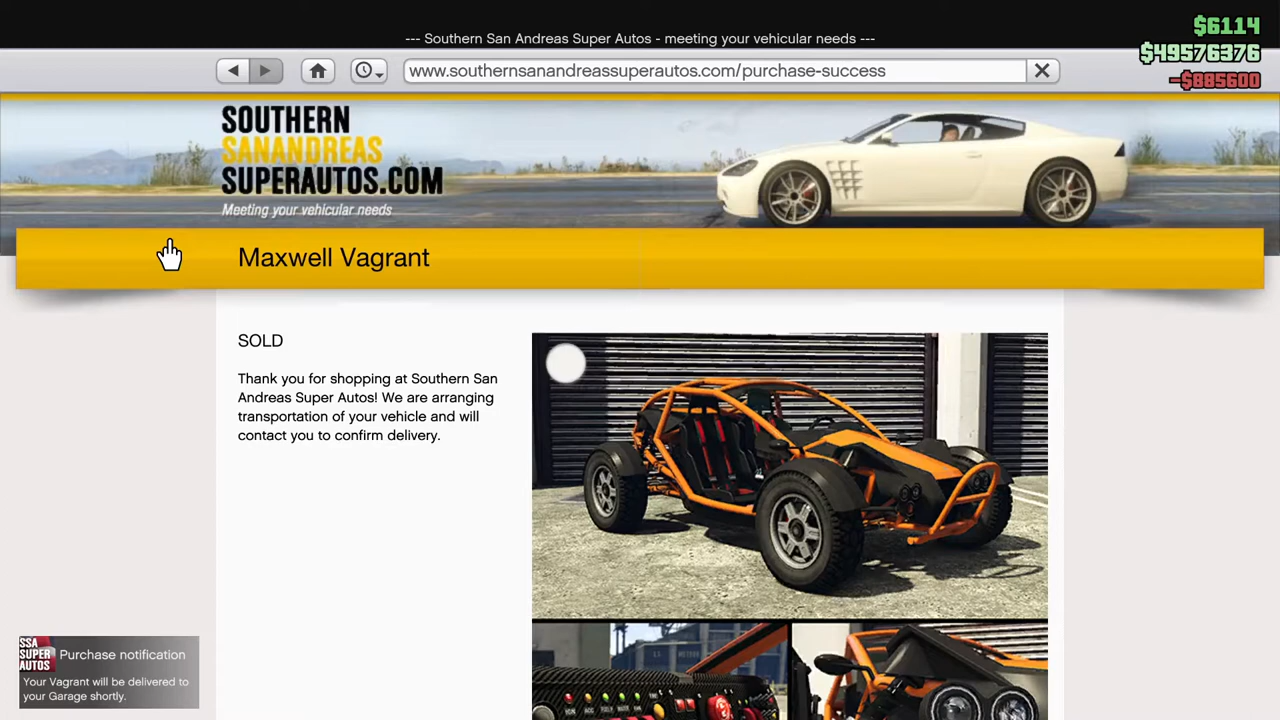 --- Southern San Andreas Super Autos - meeting your vehicular needs ---
$6114
$49576376
-$885600
www.southernsanandreassuperautos.com/purchase-success
SOUTHERN
SANANDREAS
SUPERAUTOS.COM
Meeting your vehicular needs
Maxwell Vagrant
SOLD
Thank you for shopping at Southern San
Andreas Super Autos! We are arranging
transportation of your vehicle and will
contact you to confirm delivery.
SSA
SUPER
AUTOS
Purchase notification
Your Vagrant will be delivered to
your Garage shortly.